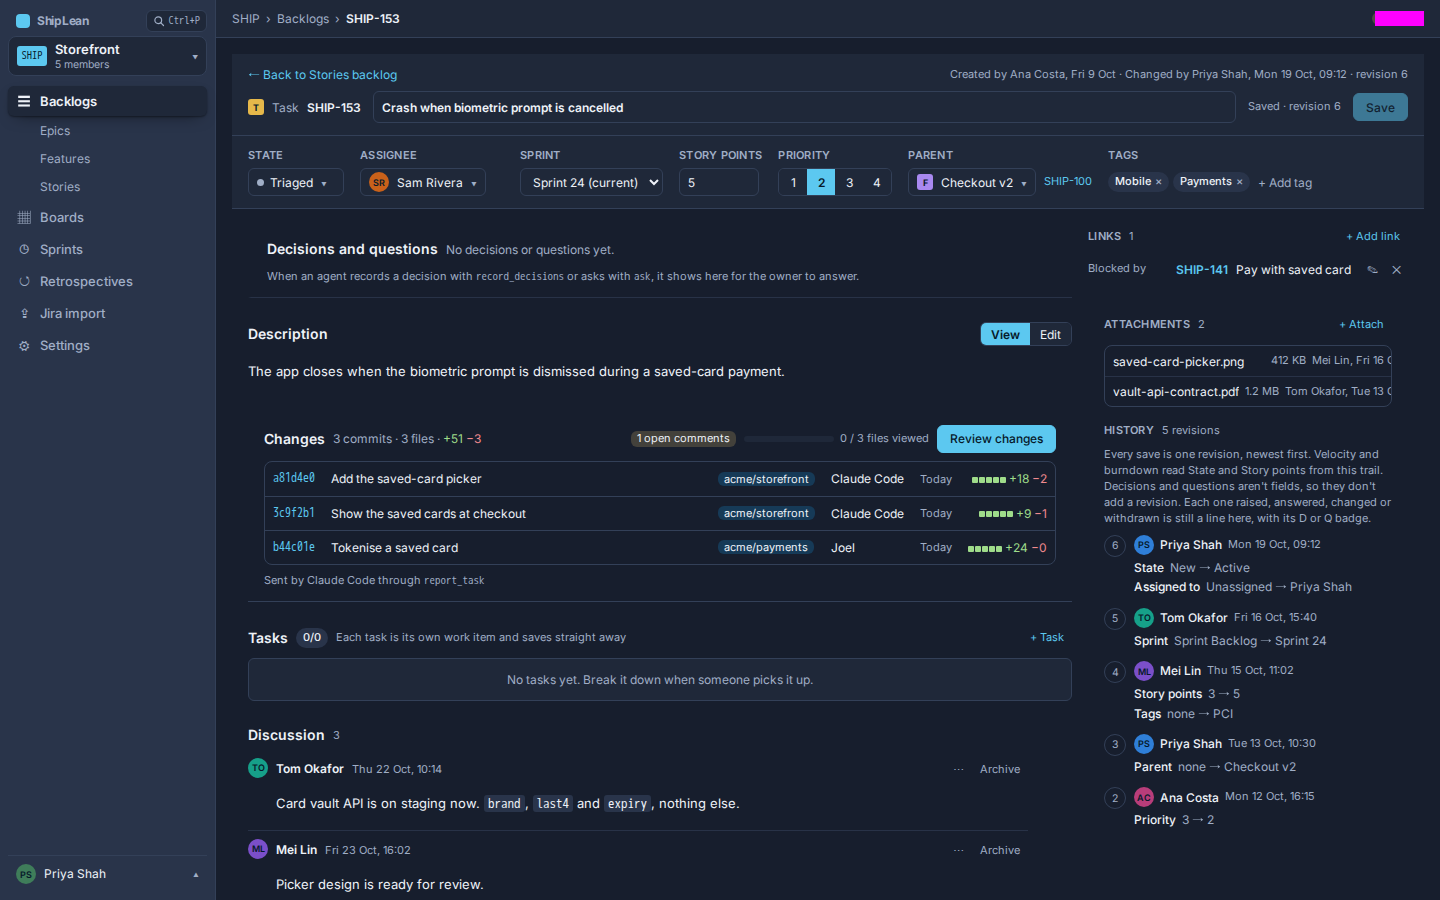 ShipLean
Ctrl+P
SHIP
Storefront
5 members
Backlogs
Epics
Features
Stories
Boards
Sprints
Retrospectives
Jira import
Settings
PS Priya Shah
SHIP › Backlogs › SHIP-153
← Back to Stories backlog
Created by Ana Costa, Fri 9 Oct · Changed by Priya Shah, Mon 19 Oct, 09:12 · revision 6
T Task SHIP-153 Crash when biometric prompt is cancelled
Saved · revision 6 Save
STATE ASSIGNEE SPRINT STORY POINTS PRIORITY PARENT TAGS
Triaged SR Sam Rivera Sprint 24 (current) 5 1 2 3 4 F Checkout v2 SHIP-100 Mobile × Payments × + Add tag
Decisions and questions No decisions or questions yet.
When an agent records a decision with record_decisions or asks with ask, it shows here for the owner to answer.
Description
View Edit
The app closes when the biometric prompt is dismissed during a saved-card payment.
Changes 3 commits · 3 files · +51 −3
1 open comments 0 / 3 files viewed Review changes
a81d4e0 Add the saved-card picker acme/storefront Claude Code Today +18 −2
3c9f2b1 Show the saved cards at checkout acme/storefront Claude Code Today +9 −1
b44c01e Tokenise a saved card acme/payments Joel Today +24 −0
Sent by Claude Code through report_task
Tasks 0/0 Each task is its own work item and saves straight away + Task
No tasks yet. Break it down when someone picks it up.
Discussion 3
TO Tom Okafor Thu 22 Oct, 10:14 ··· Archive
Card vault API is on staging now. brand, last4 and expiry, nothing else.
ML Mei Lin Fri 23 Oct, 16:02 ··· Archive
Picker design is ready for review.
LINKS 1 + Add link
Blocked by SHIP-141 Pay with saved card
ATTACHMENTS 2 + Attach
saved-card-picker.png 412 KB Mei Lin, Fri 16
vault-api-contract.pdf 1.2 MB Tom Okafor, Tue 13
HISTORY 5 revisions
Every save is one revision, newest first. Velocity and
burndown read State and Story points from this trail.
Decisions and questions aren't fields, so they don't
add a revision. Each one raised, answered, changed or
withdrawn is still a line here, with its D or Q badge.
6 PS Priya Shah Mon 19 Oct, 09:12
State New → Active
Assigned to Unassigned → Priya Shah
5 TO Tom Okafor Fri 16 Oct, 15:40
Sprint Sprint Backlog → Sprint 24
4 ML Mei Lin Thu 15 Oct, 11:02
Story points 3 → 5
Tags none → PCI
3 PS Priya Shah Tue 13 Oct, 10:30
Parent none → Checkout v2
2 AC Ana Costa Mon 12 Oct, 16:15
Priority 3 → 2